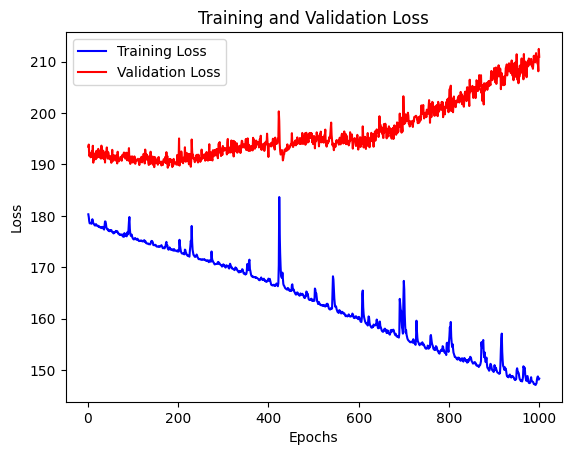 Training and Validation Loss
Training Loss
Validation Loss
210
200
190
180
170
160
150
Loss
0
200
400
600
800
1000
Epochs